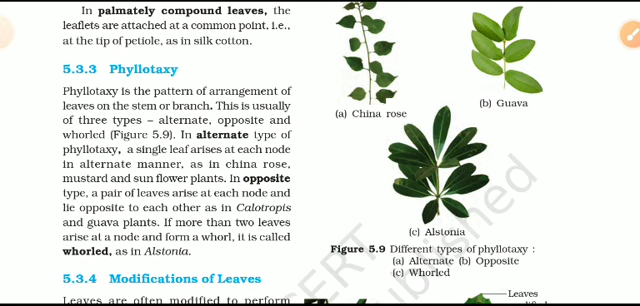 In palmately compound leaves, the
leaflets are attached at a common point, i.e.,
at the tip of petiole, as in silk cotton.
5.3.3 Phyllotaxy
Phyllotaxy is the pattern of arrangement of
leaves on the stem or branch. This is usually
of three types – alternate, opposite and
whorled (Figure 5.9). In alternate type of
phyllotaxy, a single leaf arises at each node
in alternate manner, as in china rose,
mustard and sun flower plants. In opposite
type, a pair of leaves arise at each node and
lie opposite to each other as in Calotropis
and guava plants. If more than two leaves
arise at a node and form a whorl, it is called
whorled, as in Alstonia.
5.3.4 Modifications of Leaves
Leaves are often modified to perform
(a) China rose
(b) Guava
(c) Alstonia
Figure 5.9 Different types of phyllotaxy :
(a) Alternate (b) Opposite
(c) Whorled
Leaves